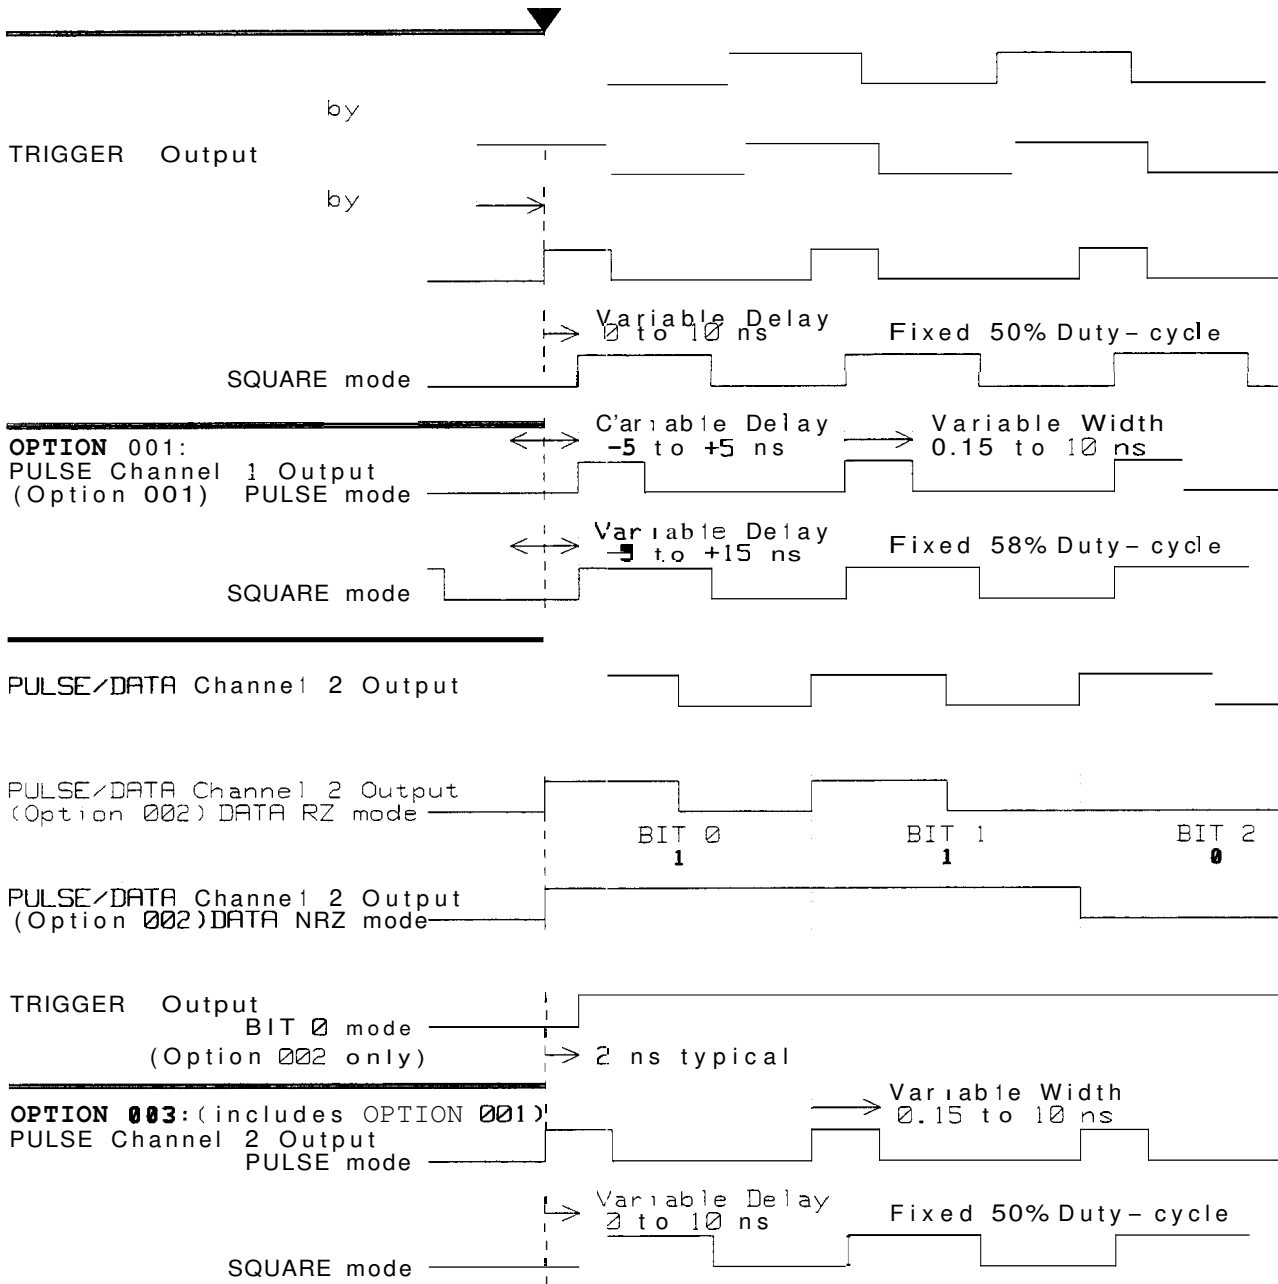 by
TRIGGER Output
by
Variable Delay
0 to 10 ns
Fixed 50% Duty-cycle
SQUARE mode
C'ariable Delay
-5 to +5 ns
Variable Width
0.15 to 10 ns
OPTION 001:
PULSE Channel 1 Output
(Option 001) PULSE mode
Variable Delay
to +15 ns
Fixed 58% Duty-cycle
SQUARE mode
PULSE/DATA Channel 2 Output
PULSE/DATA Channel 2 Output
(Option 002) DATA RZ mode
BIT 0
BIT 1
BIT 2
1
1
0
PULSE/DATA Channel 2 Output
(Option 002) DATA NRZ mode
TRIGGER Output
BIT 0 mode
(Option 002 only)
2 ns typical
Variable Width
0.15 to 10 ns
OPTION 003: (includes OPTION 001)
PULSE Channel 2 Output
PULSE mode
Variable Delay
0 to 10 ns
Fixed 50% Duty-cycle
SQUARE mode